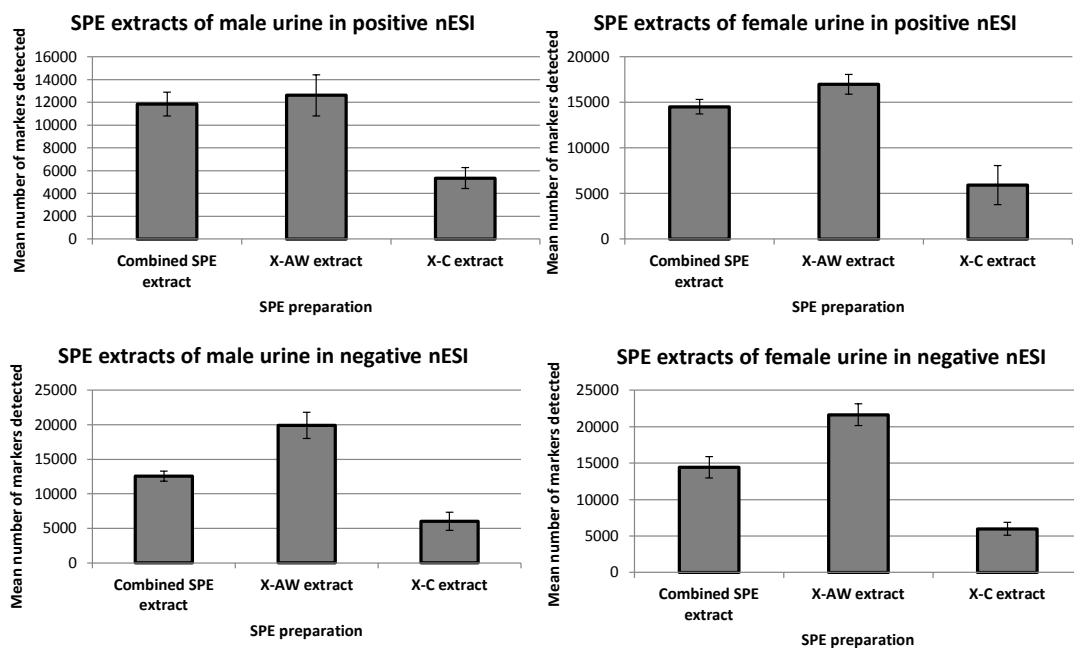 SPE extracts of male urine in positive nESI
Mean number of markers detected
16000
14000
12000
10000
8000
6000
4000
2000
0
Combined SPE
extract
X-AW extract
X-C extract
SPE preparation
SPE extracts of female urine in positive nESI
Mean number of markers detected
20000
15000
10000
5000
0
Combined SPE
extract
X-AW extract
X-C extract
SPE preparation
SPE extracts of male urine in negative nESI
Mean number of markers detected
25000
20000
15000
10000
5000
0
Combined SPE
extract
X-AW extract
X-C extract
SPE preparation
SPE extracts of female urine in negative nESI
Mean number of markers detected
25000
20000
15000
10000
5000
0
Combined SPE
extract
X-AW extract
X-C extract
SPE preparation